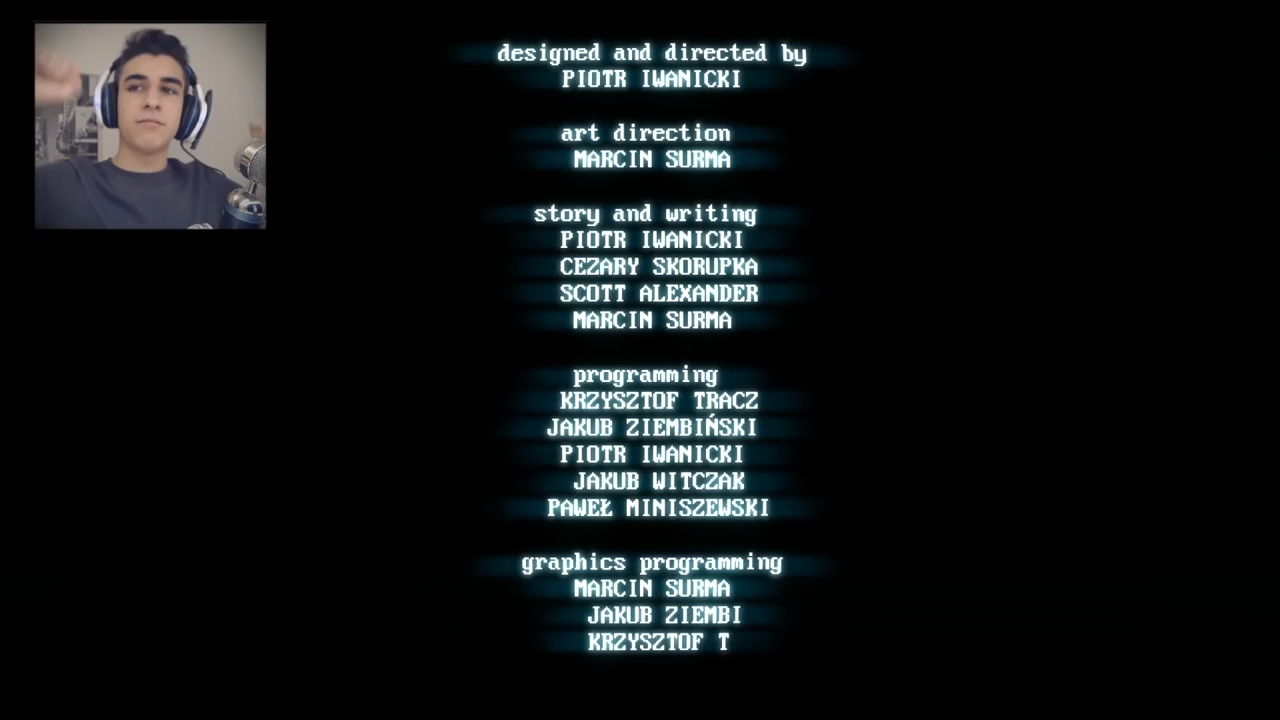 designed and directed by
PIOTR IWANICKI
art direction
MARCIN SURMA
story and writing
PIOTR IWANICKI
CEZARY SKORUPKA
SCOTT ALEXANDER
MARCIN SURMA
programming
KRZYSZTOF TRACZ
JAKUB ZIEMBIŃSKI
PIOTR IWANICKI
JAKUB WITCZAK
PAWEŁ MINISZEWSKI
graphics programming
MARCIN SURMA
JAKUB ZIEMBI
KRZYSZTOF T